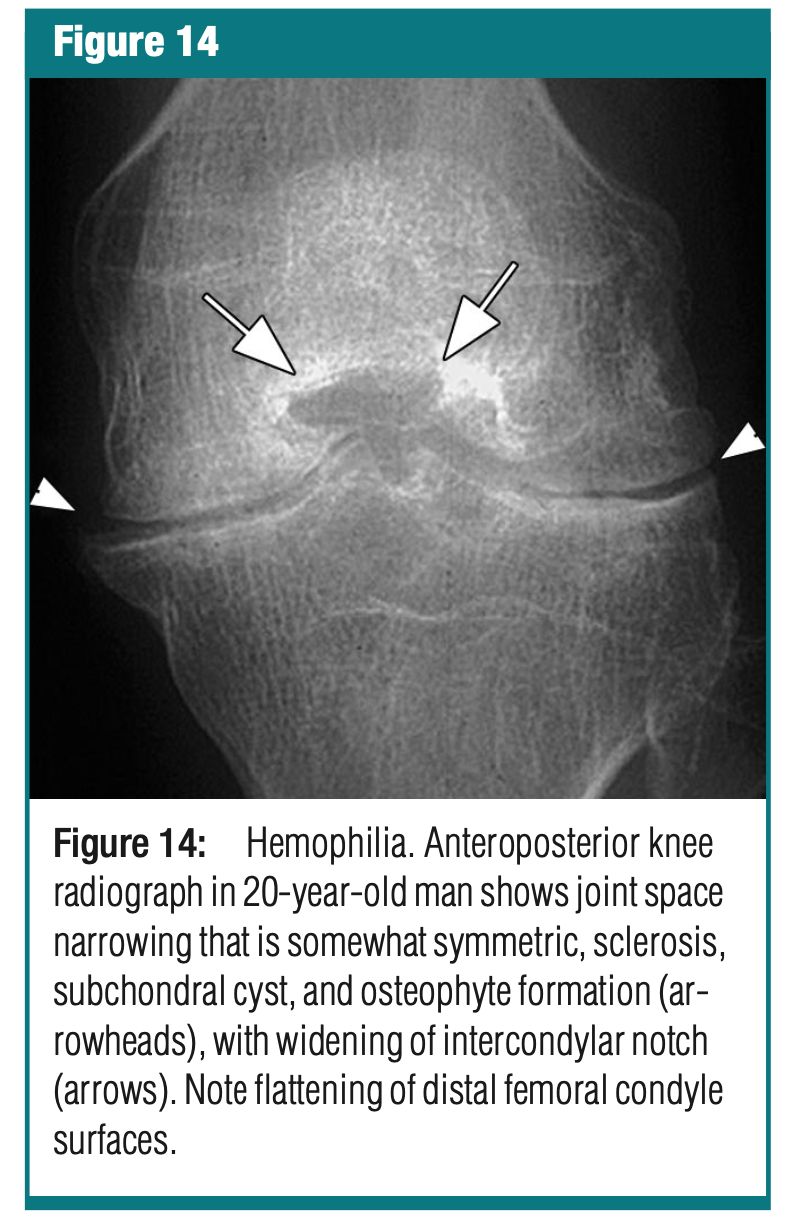 Figure 14
Figure 14: Hemophilia. Anteroposterior knee
radiograph in 20-year-old man shows joint space
narrowing that is somewhat symmetric, sclerosis,
subchondral cyst, and osteophyte formation (ar-
rowheads), with widening of intercondylar notch
(arrows). Note flattening of distal femoral condyle
surfaces.